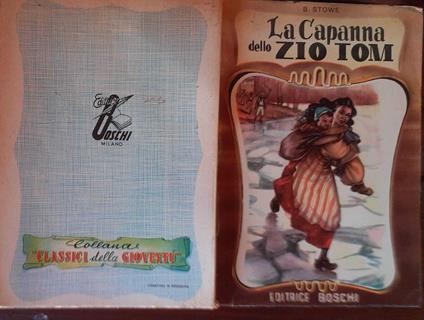 Editrice
Boschi
MILANO
Collana
"CLASSICI della GIOVENTÙ"
B. STOWE
La Capanna
dello ZIO TOM
EDITRICE BOSCHI